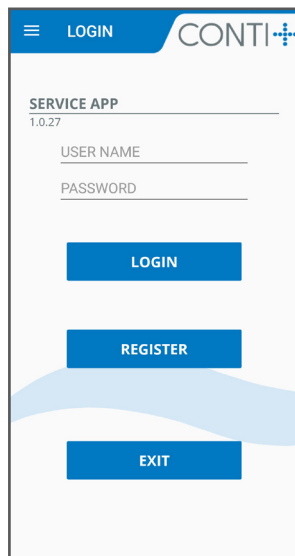 LOGIN
CONTI+
SERVICE APP
1.0.27
USER NAME
PASSWORD
LOGIN
REGISTER
EXIT